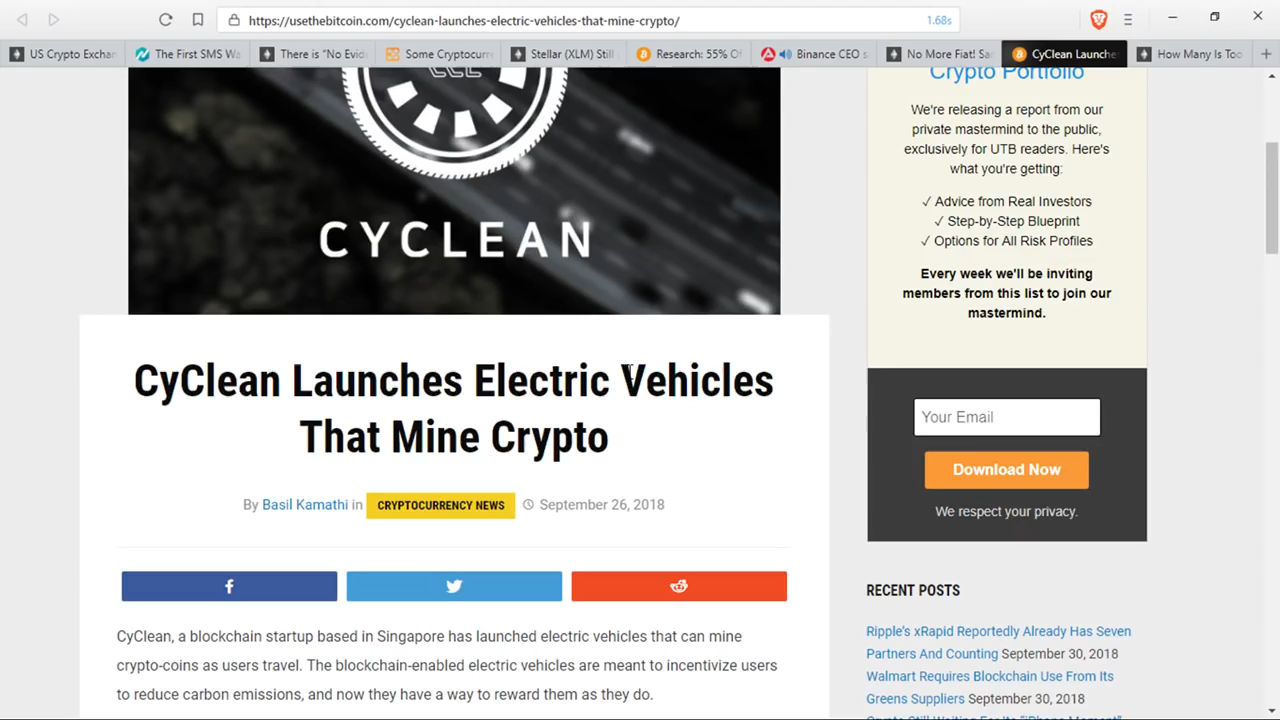 https://usethebitcoin.com/cyclean-launches-electric-vehicles-that-mine-crypto/
1.68s
US Crypto Exchan
The First SMS Wa
There is "No Evid
Some Cryptocurre
Stellar (XLM) Still
Research: 55% Of
Binance CEO s
No More Fiat! Sa
CyClean Launche
How Many Is Too
CYCLEAN
CyClean Launches Electric Vehicles
That Mine Crypto
By Basil Kamathi in CRYPTOCURRENCY NEWS September 26, 2018
f
CyClean, a blockchain startup based in Singapore has launched electric vehicles that can mine
crypto-coins as users travel. The blockchain-enabled electric vehicles are meant to incentivize users
to reduce carbon emissions, and now they have a way to reward them as they do.
Crypto Portfolio
We're releasing a report from our
private mastermind to the public,
exclusively for UTB readers. Here's
what you're getting:
✓ Advice from Real Investors
✓ Step-by-Step Blueprint
✓ Options for All Risk Profiles
Every week we'll be inviting
members from this list to join our
mastermind.
Your Email
Download Now
We respect your privacy.
RECENT POSTS
Ripple's xRapid Reportedly Already Has Seven
Partners And Counting September 30, 2018
Walmart Requires Blockchain Use From Its
Greens Suppliers September 30, 2018
Crypto Still Waiting For Its "iPhone Moment"